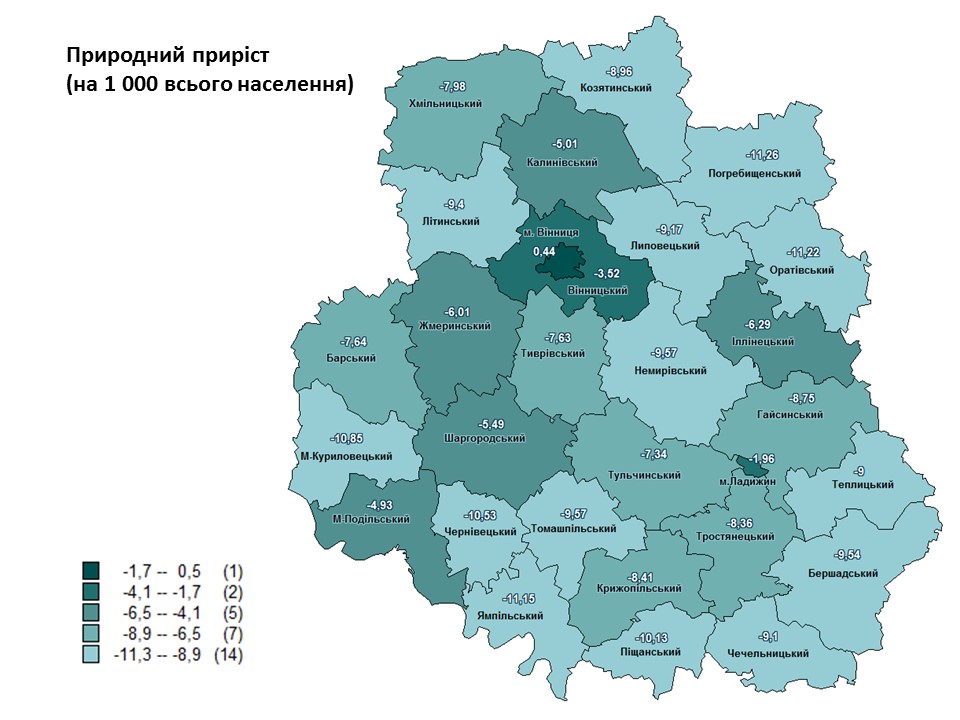 Природний приріст
(на 1 000 всього населення)
-8,96
Козятинський
-7,98
Хмільницький
-5,01
Калинівський
-11,26
Погребищенський
-9,4
Літинський
м. Вінниця
0,44
-3,52
Вінницький
-9,17
Липовецький
-11,22
Оратівський
-6,01
Жмеринський
-6,29
Іллінецький
-7,64
Барський
-7,63
Тиврівський
-9,57
Немирівський
-8,75
Гайсинський
-5,49
Шаргородський
-10,85
М-Куриловецький
-7,34
Тульчинський
-1,96
м.Ладижин
-9
Теплицький
-4,93
М-Подільський
-10,53
Чернівецький
-9,57
Томашпільський
-8,36
Тростянецький
-9,54
Бершадський
-8,41
Крижопільський
-11,15
Ямпільський
-10,13
Піщанський
-9,1
Чечельницький
-1,7 -- 0,5 (1)
-4,1 -- -1,7 (2)
-6,5 -- -4,1 (5)
-8,9 -- -6,5 (7)
-11,3 -- -8,9 (14)